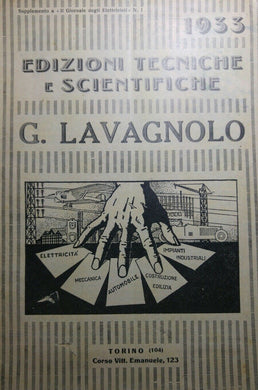 Supplemento a «Il Giornale degli Elettricisti» N. 1
1933
EDIZIONI TECNICHE
E SCIENTIFICHE
G. LAVAGNOLO
ELETTRICITÀ
MECCANICA
AUTOMOBILE
COSTRUZIONE
EDILIZIA
IMPIANTI
INDUSTRIALI
TORINO (104)
Corso Vitt. Emanuele, 123